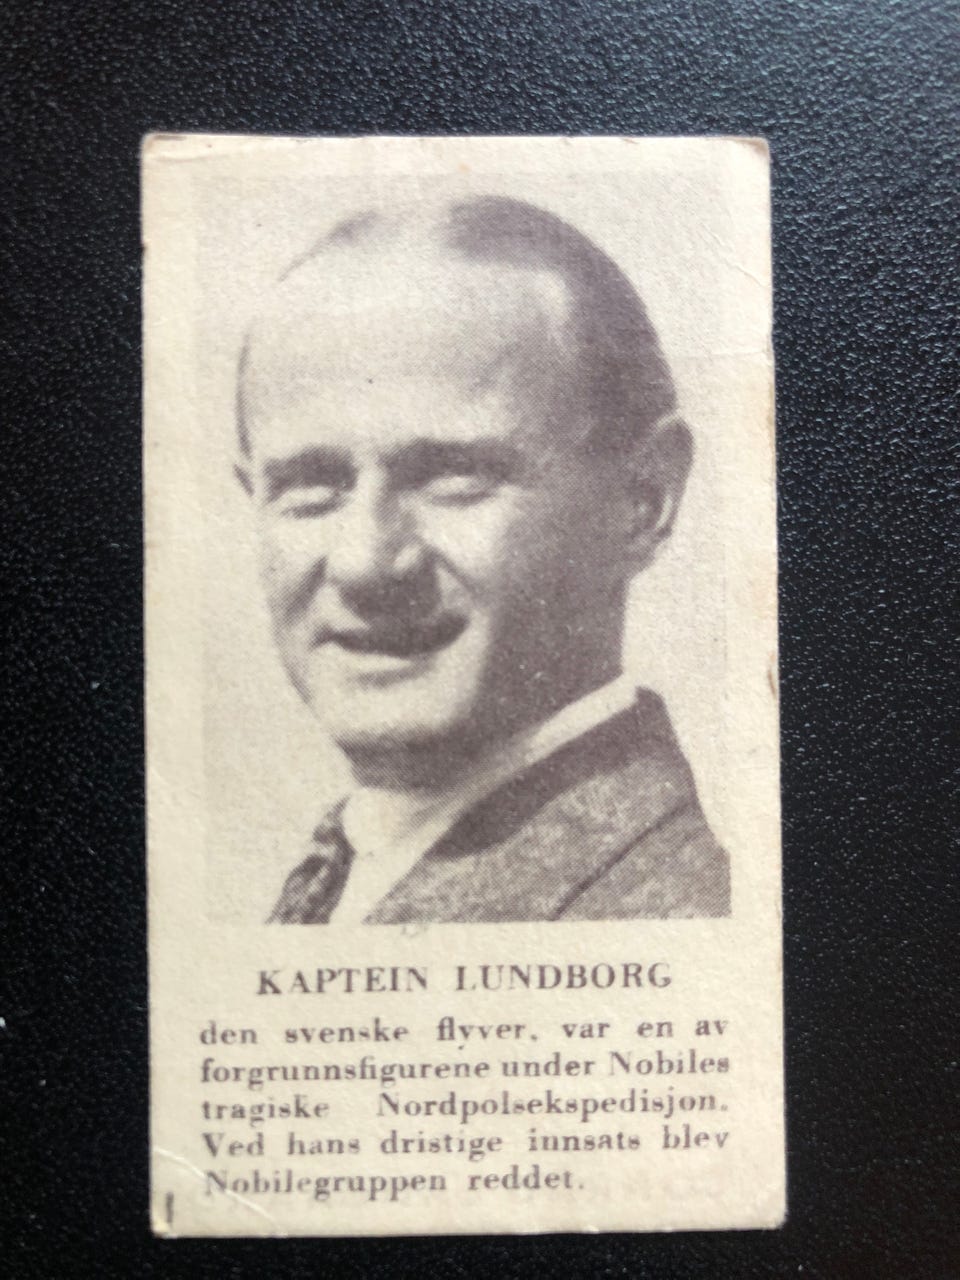 KAPTEIN LUNDBORG
den svenske flyver, var en av
forgrunnsfigurene under Nobiles
tragiske Nordpolsekspedisjon.
Ved hans dristige innsats blev
Nobilegruppen reddet.